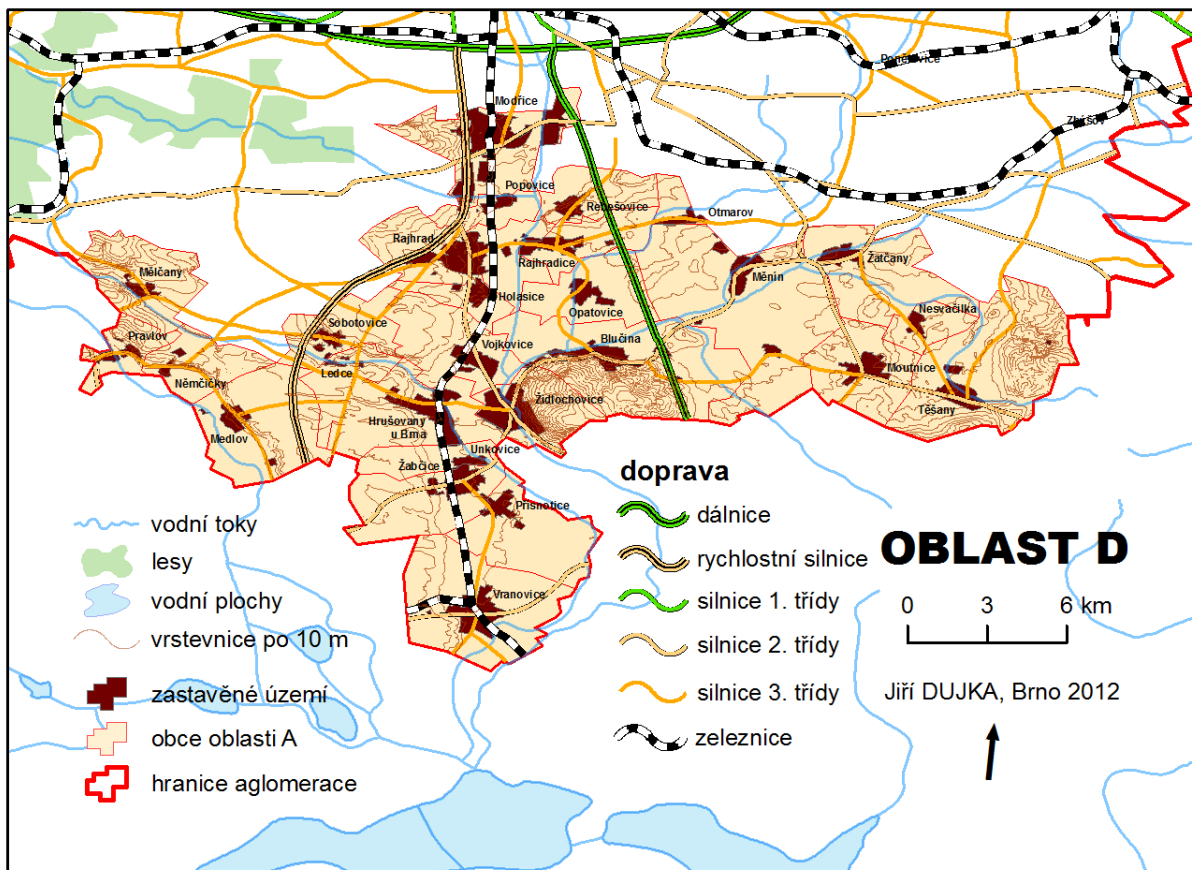 Modřice
Ponětovice
Zbýšov
Popovice
Rebešovice
Otmarov
Rajhrad
Rajhradice
Žatčany
Měnín
Mělčany
Holasice
Opatovice
Nesvačilka
Sobotovice
Pravlov
Vojkovice
Blučina
Ledce
Moutnice
Němčičky
Židlochovice
Těšany
Medlov
Hrušovany
u Brna
Unkovice
Žabčice
Přísnotice
Vranovice
vodní toky
lesy
vodní plochy
vrstevnice po 10 m
zastavěné území
obce oblasti A
hranice aglomerace
doprava
dálnice
rychlostní silnice
silnice 1. třídy
silnice 2. třídy
silnice 3. třídy
zeleznice
OBLAST D
0 3 6 km
Jiří DUJKA, Brno 2012